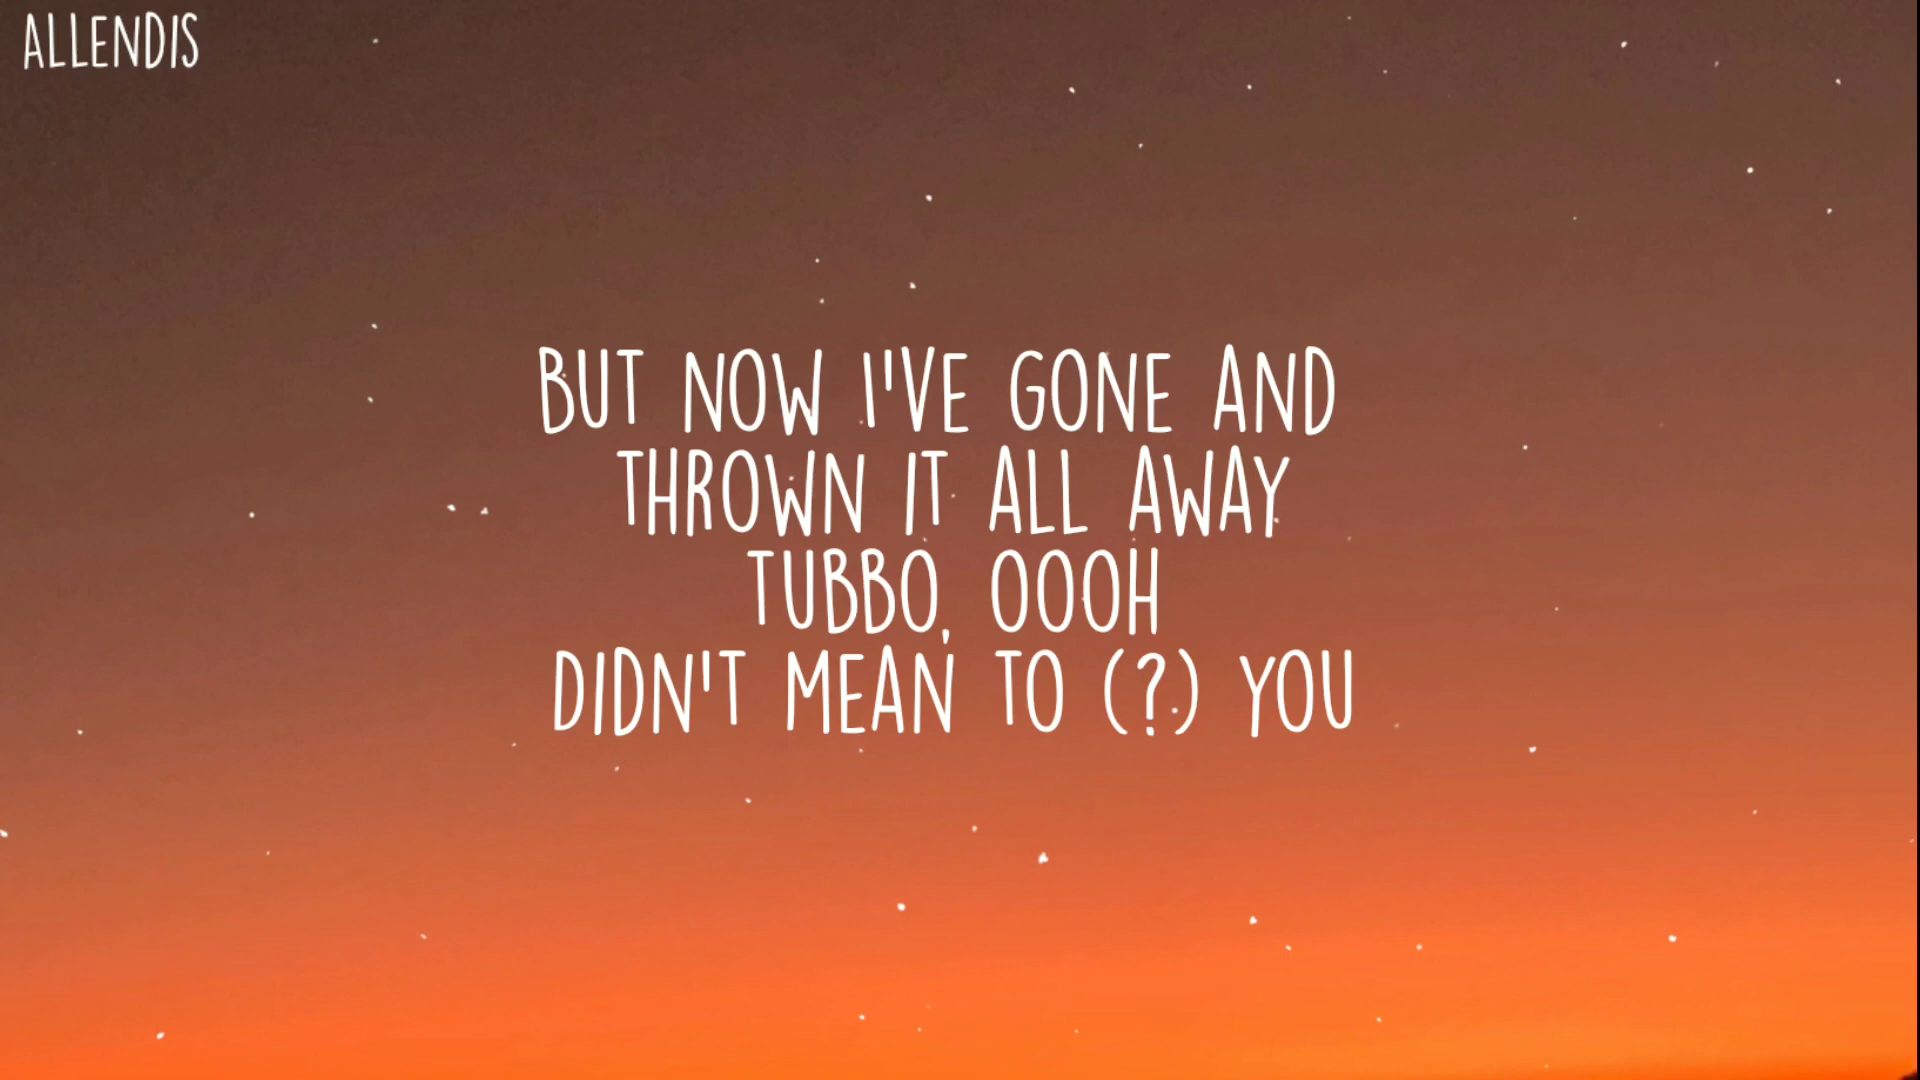 ALLENDIS
BUT NOW I'VE GONE AND
THROWN IT ALL AWAY
TUBBO, OOOH
DIDN'T MEAN TO (?) YOU